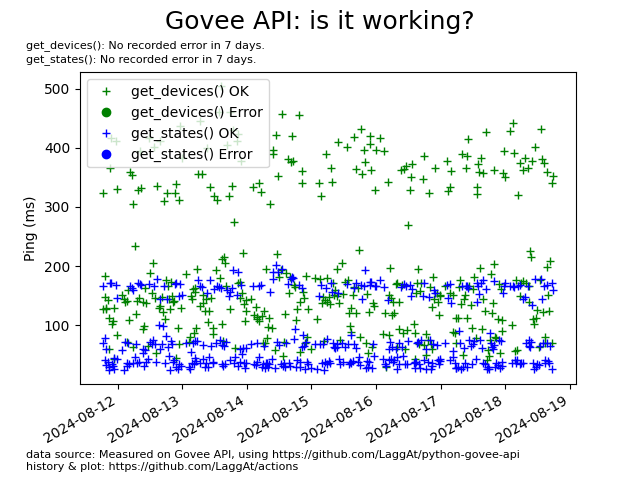 Govee API: is it working?
get_devices(): No recorded error in 7 days.
get_states(): No recorded error in 7 days.
get_devices() OK
get_devices() Error
get_states() OK
get_states() Error
Ping (ms)
500
400
300
200
100
2024-08-12
2024-08-13
2024-08-14
2024-08-15
2024-08-16
2024-08-17
2024-08-18
2024-08-19
data source: Measured on Govee API, using https://github.com/LaggAt/python-govee-api
history & plot: https://github.com/LaggAt/actions